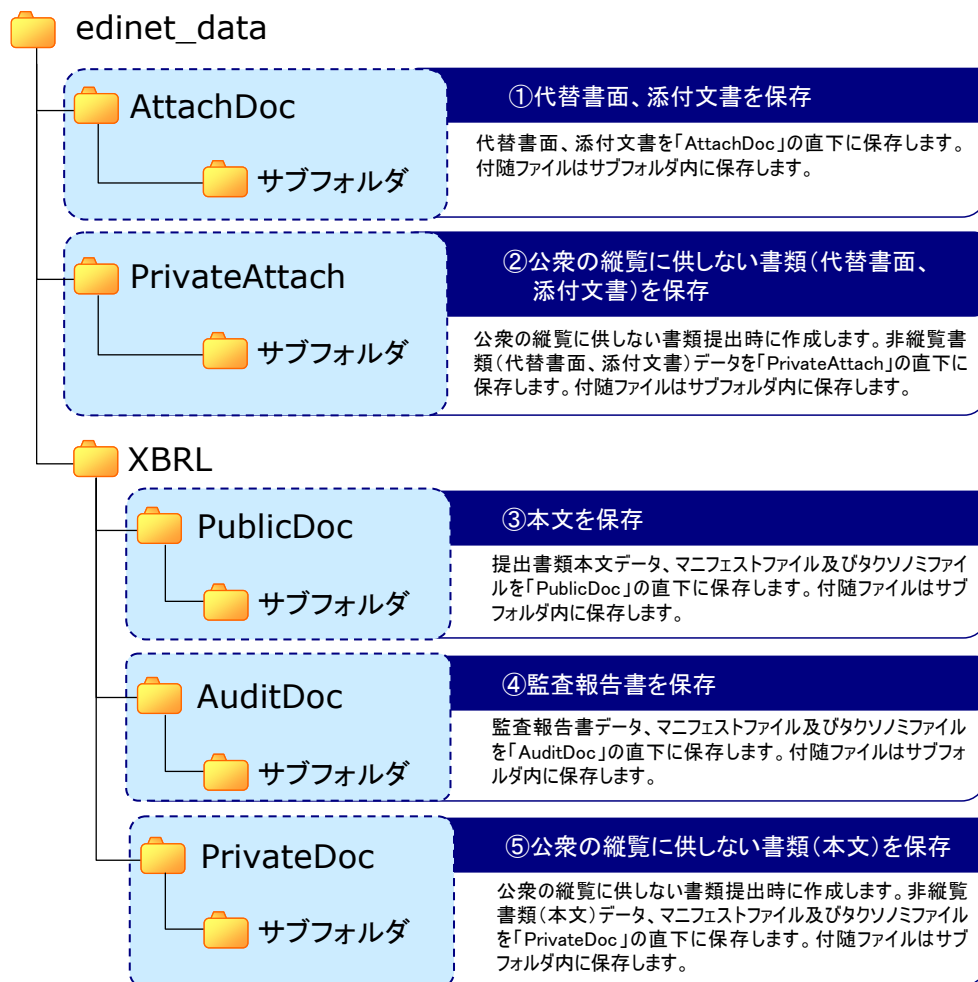 edinet_data
AttachDoc
サブフォルダ
①代替書面、添付文書を保存
代替書面、添付文書を「AttachDoc」の直下に保存します。
付随ファイルはサブフォルダ内に保存します。
PrivateAttach
サブフォルダ
②公衆の縦覧に供しない書類（代替書面、
添付文書）を保存
公衆の縦覧に供しない書類提出時に作成します。非縦覧書
類（代替書面、添付文書）データを「PrivateAttach」の直下に
保存します。付随ファイルはサブフォルダ内に保存します。
XBRL
PublicDoc
サブフォルダ
③本文を保存
提出書類本文データ、マニフェストファイル及びタクソノミファイ
ルを「PublicDoc」の直下に保存します。付随ファイルはサブ
フォルダ内に保存します。
AuditDoc
サブフォルダ
④監査報告書を保存
監査報告書データ、マニフェストファイル及びタクソノミファイル
を「AuditDoc」の直下に保存します。付随ファイルはサブフォ
ルダ内に保存します。
PrivateDoc
サブフォルダ
⑤公衆の縦覧に供しない書類（本文）を保存
公衆の縦覧に供しない書類提出時に作成します。非縦覧
書類（本文）データ、マニフェストファイル及びタクソノミファイル
を「PrivateDoc」の直下に保存します。付随ファイルはサブ
フォルダ内に保存します。